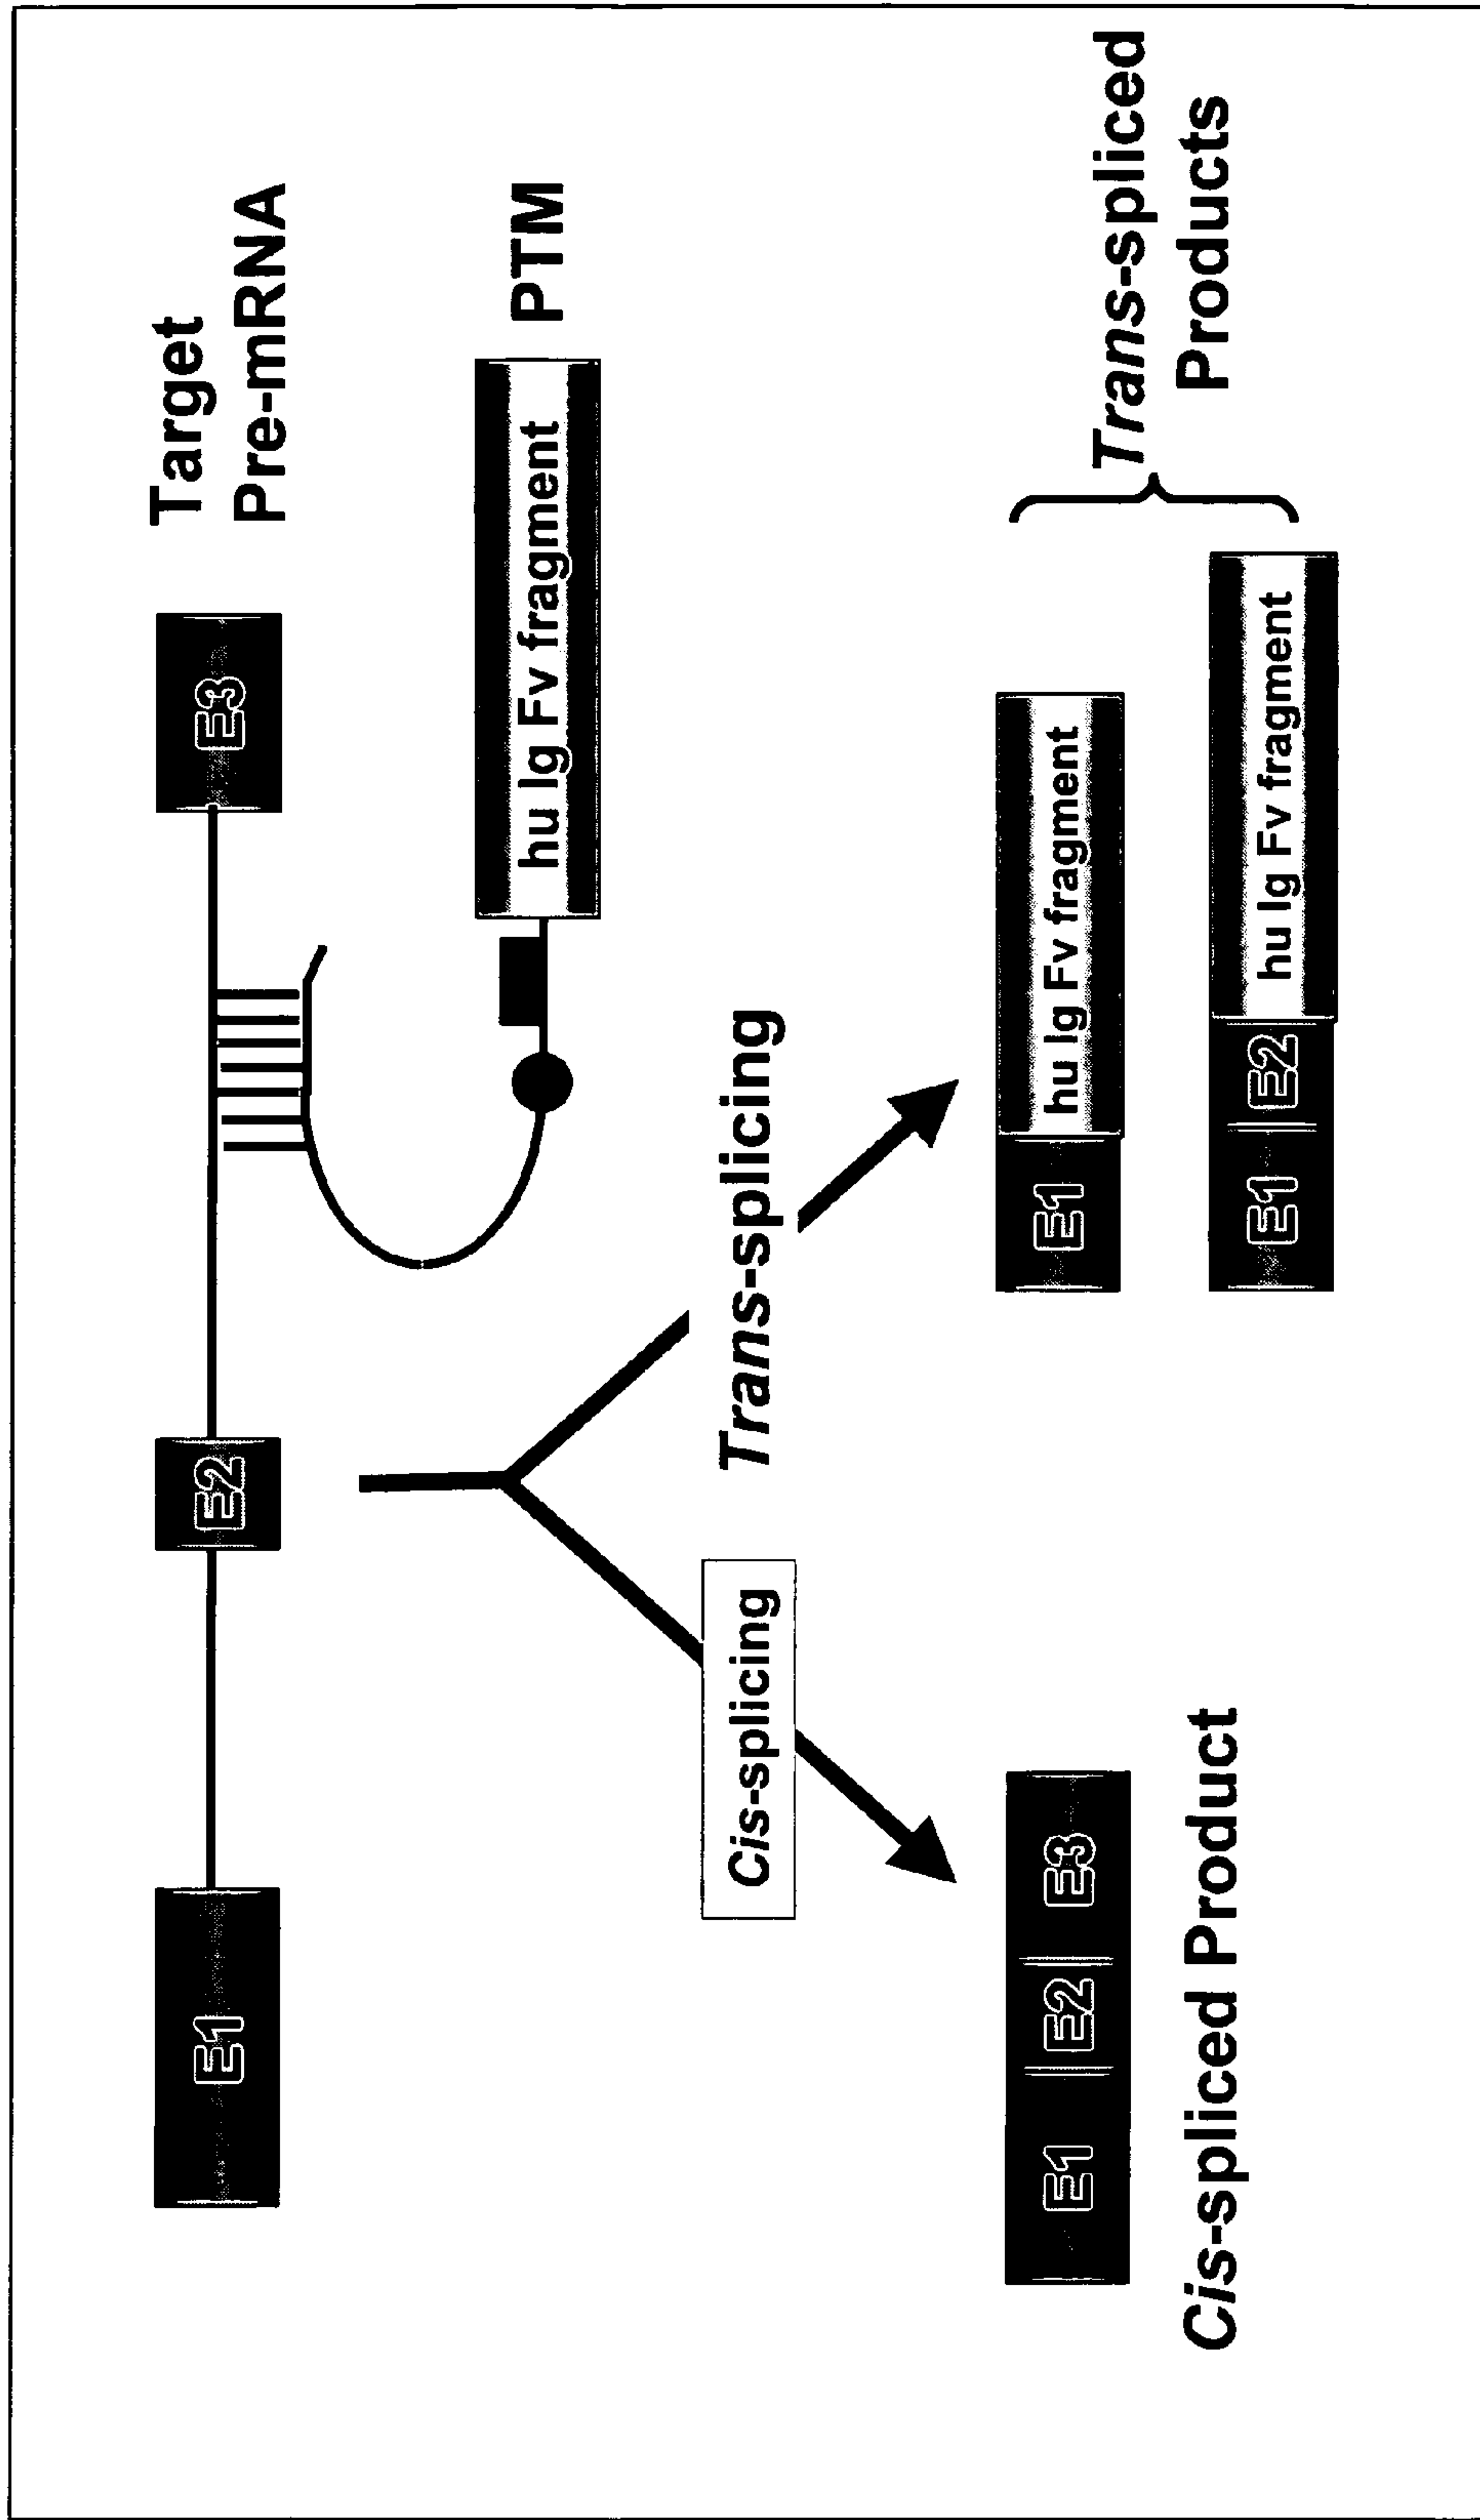 E1
E2
E3
Target
Pre-mRNA
hu Ig Fv fragment
PTM
Cis-splicing
Trans-splicing
E1 E2 E3
Cis-spliced Product
E1 hu Ig Fv fragment
E1 E2 hu Ig Fv fragment
Trans-spliced
Products